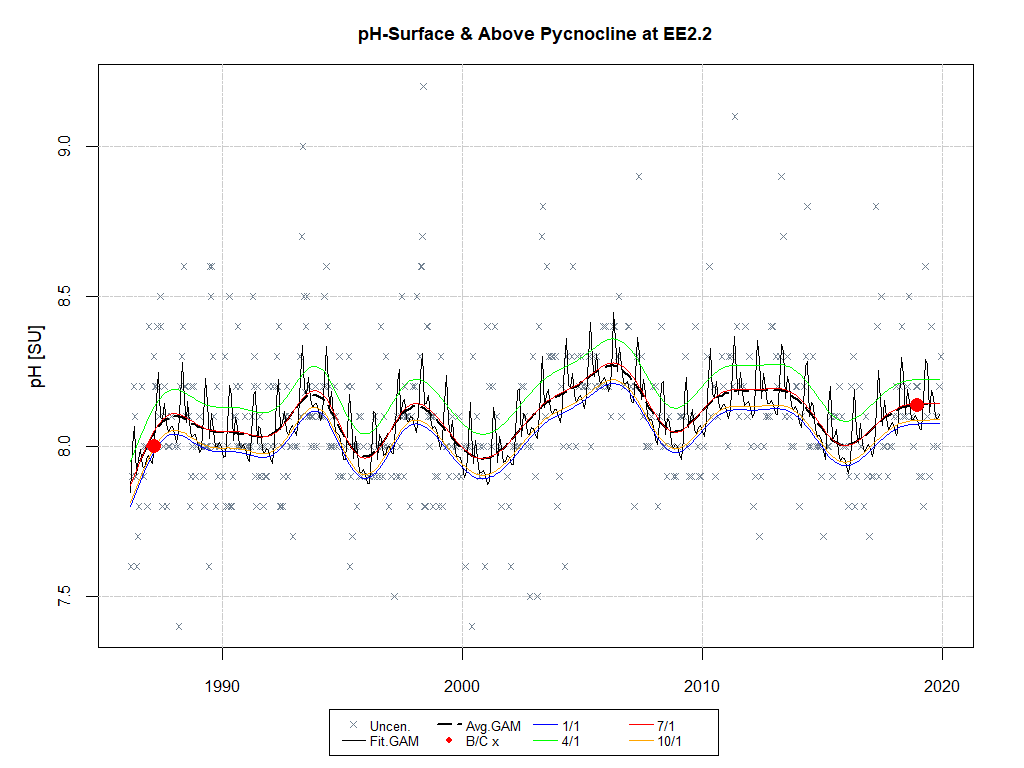 pH-Surface & Above Pycnocline at EE2.2
pH [SU]
9.0
8.5
8.0
7.5
1990 2000 2010 2020
Uncen. Avg.GAM 1/1 7/1
Fit.GAM B/C x 4/1 10/1